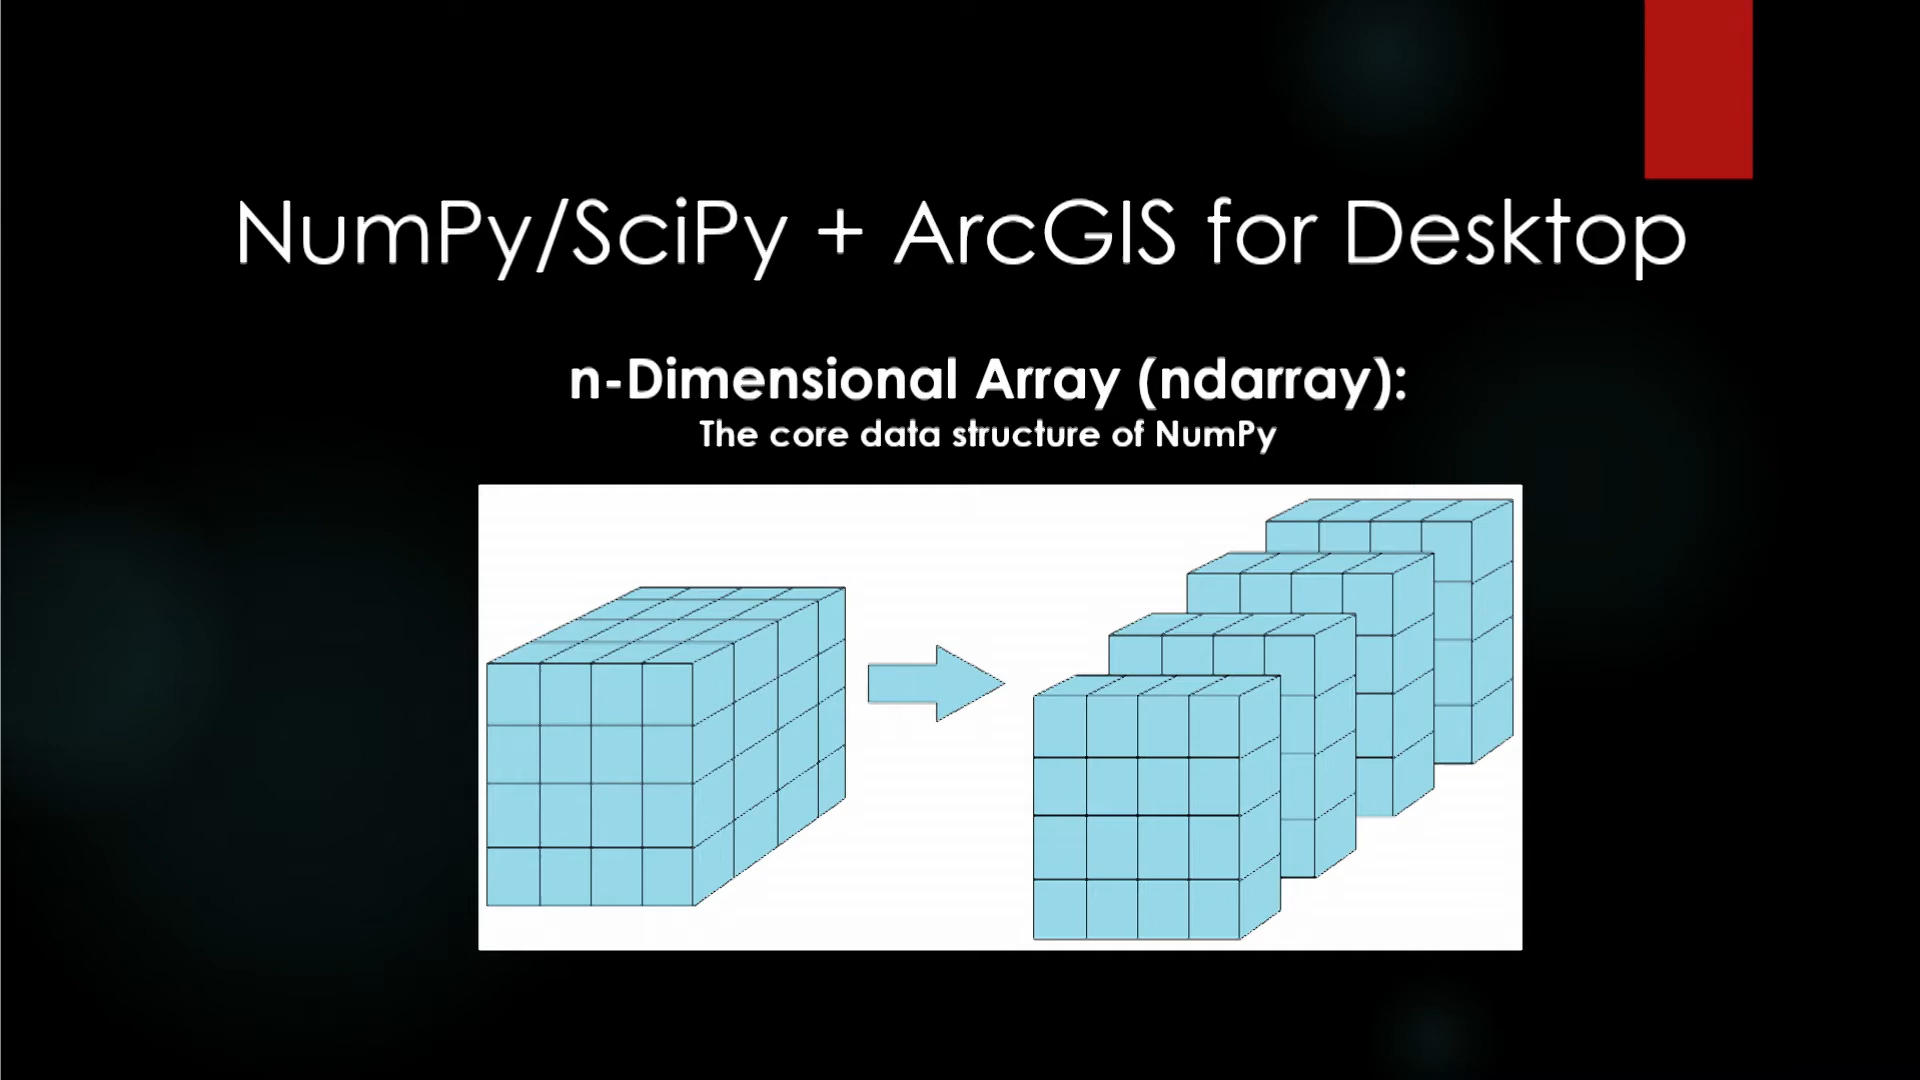 NumPy/SciPy + ArcGIS for Desktop
n-Dimensional Array (ndarray):
The core data structure of NumPy